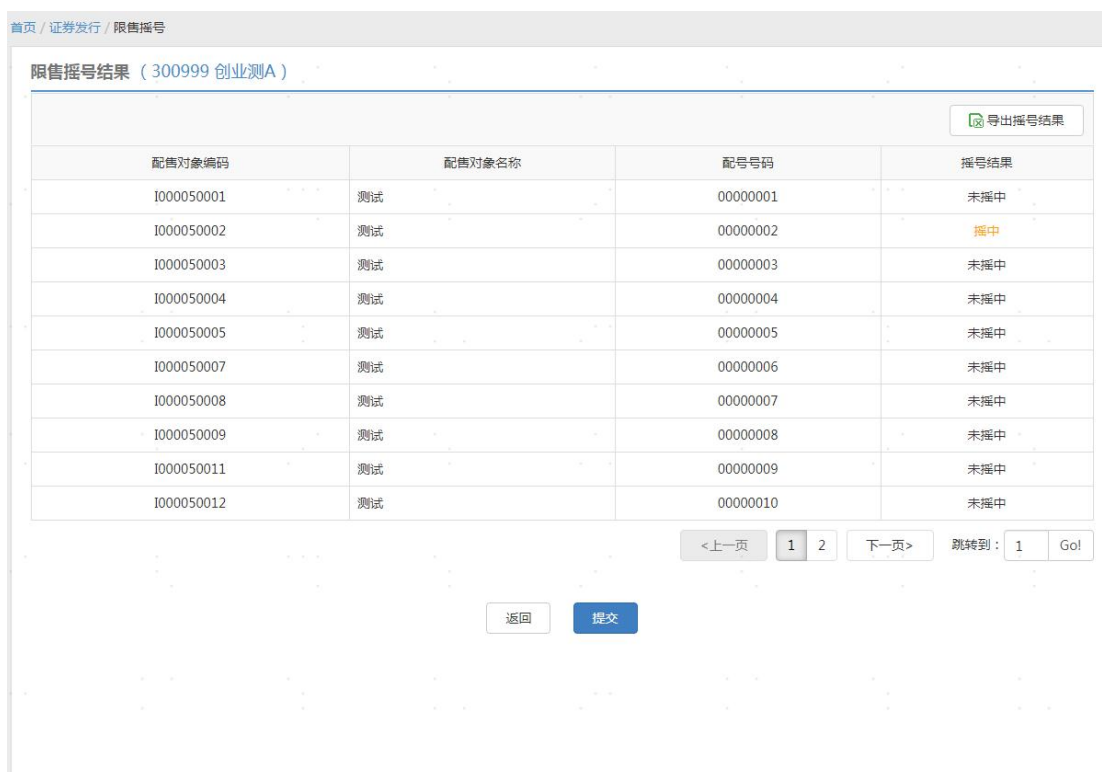 首页 / 证券发行 / 限售摇号
限售摇号结果 （ 300999 创业测A ）
导出摇号结果
配售对象编码 配售对象名称 配号号码 摇号结果
I000050001 测试 00000001 未摇中
I000050002 测试 00000002 摇中
I000050003 测试 00000003 未摇中
I000050004 测试 00000004 未摇中
I000050005 测试 00000005 未摇中
I000050007 测试 00000006 未摇中
I000050008 测试 00000007 未摇中
I000050009 测试 00000008 未摇中
I000050011 测试 00000009 未摇中
I000050012 测试 00000010 未摇中
<上一页 1 2 下一页> 跳转到： 1 Go!
返回 提交